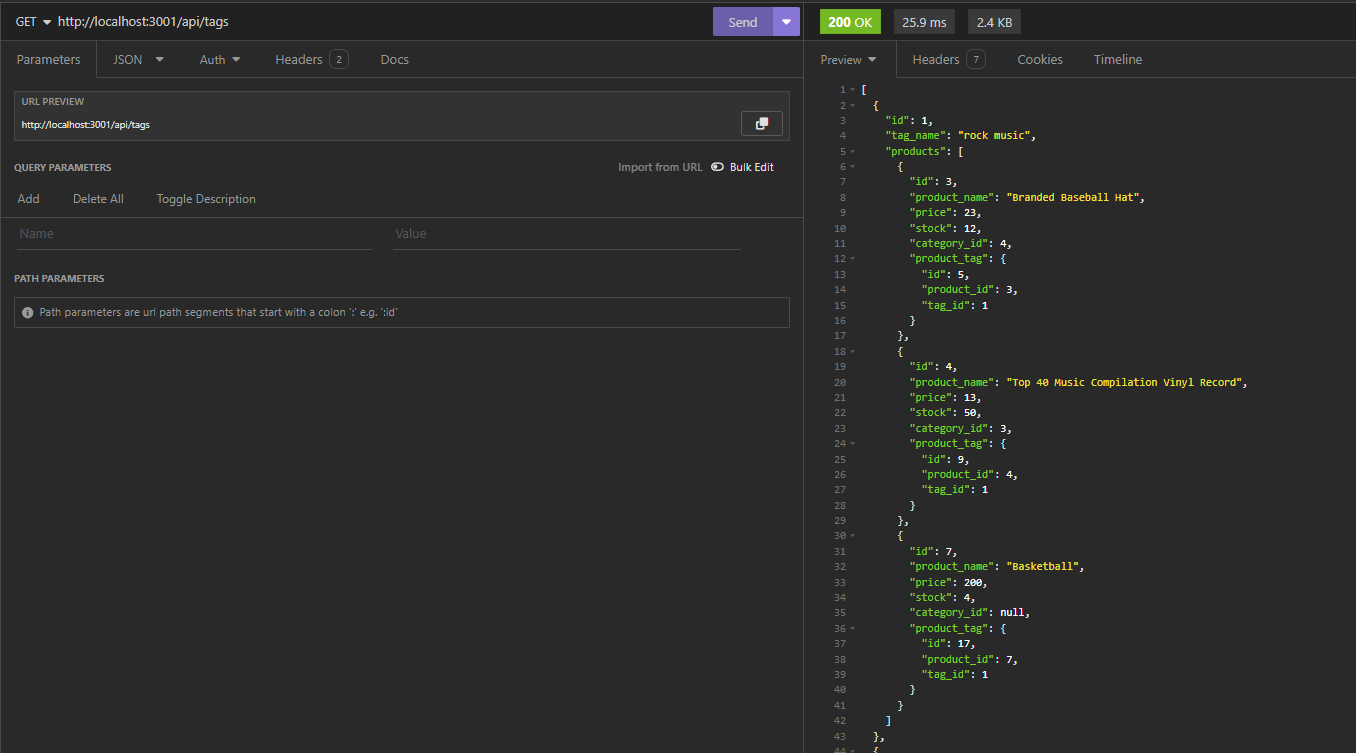 GET http://localhost:3001/api/tags Send
200 OK 25.9 ms 2.4 KB
Parameters JSON Auth Headers 2 Docs
URL PREVIEW
http://localhost:3001/api/tags
QUERY PARAMETERS Import from URL Bulk Edit
Add Delete All Toggle Description
Name Value
PATH PARAMETERS
Path parameters are url path segments that start with a colon ':' e.g. ':id'
Preview Headers 7 Cookies Timeline
1 [
2 {
3 "id": 1,
4 "tag_name": "rock music",
5 "products": [
6 {
7 "id": 3,
8 "product_name": "Branded Baseball Hat",
9 "price": 23,
10 "stock": 12,
11 "category_id": 4,
12 "product_tag": {
13 "id": 5,
14 "product_id": 3,
15 "tag_id": 1
16 }
17 },
18 {
19 "id": 4,
20 "product_name": "Top 40 Music Compilation Vinyl Record",
21 "price": 13,
22 "stock": 50,
23 "category_id": 3,
24 "product_tag": {
25 "id": 9,
26 "product_id": 4,
27 "tag_id": 1
28 }
29 },
30 {
31 "id": 7,
32 "product_name": "Basketball",
33 "price": 200,
34 "stock": 4,
35 "category_id": null,
36 "product_tag": {
37 "id": 17,
38 "product_id": 7,
39 "tag_id": 1
40 }
41 }
42 ]
43 },
44 {